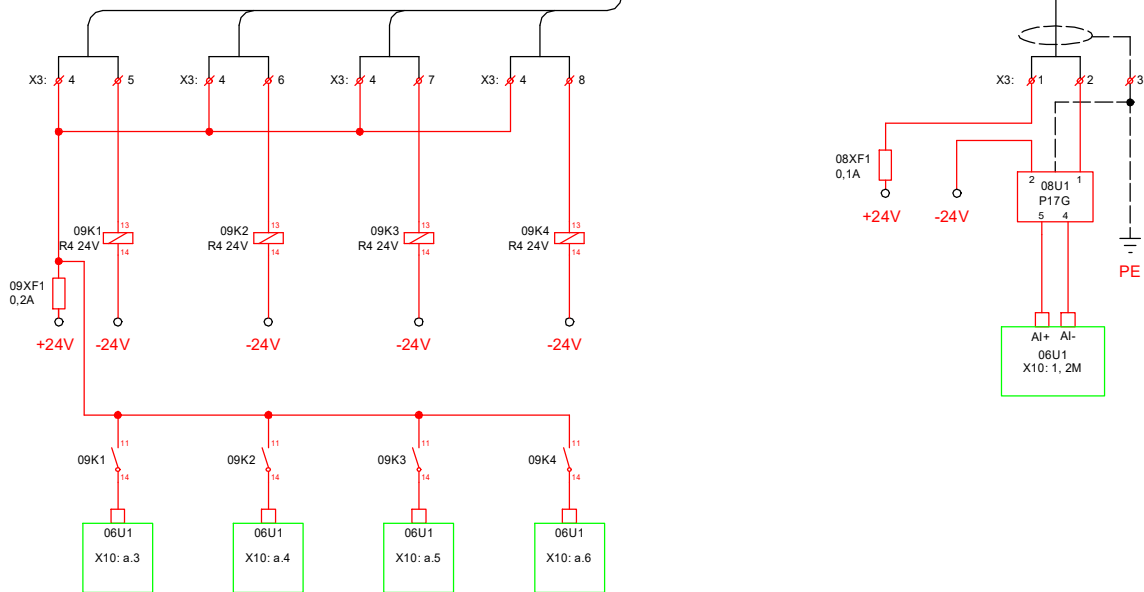 X3: 4 5 X3: 4 6 X3: 4 7 X3: 4 8 X3: 1 2 3
08XF1
0,1A
+24V -24V
2 1
08U1
P17G
5 4
PE
09K1
R4 24V
13
14
09K2
R4 24V
13
14
09K3
R4 24V
13
14
09K4
R4 24V
13
14
09XF1
0,2A
+24V -24V -24V -24V -24V
AI+ AI-
06U1
X10: 1, 2M
09K1
11
14
09K2
11
14
09K3
11
14
09K4
11
14
06U1
X10: a.3
06U1
X10: a.4
06U1
X10: a.5
06U1
X10: a.6